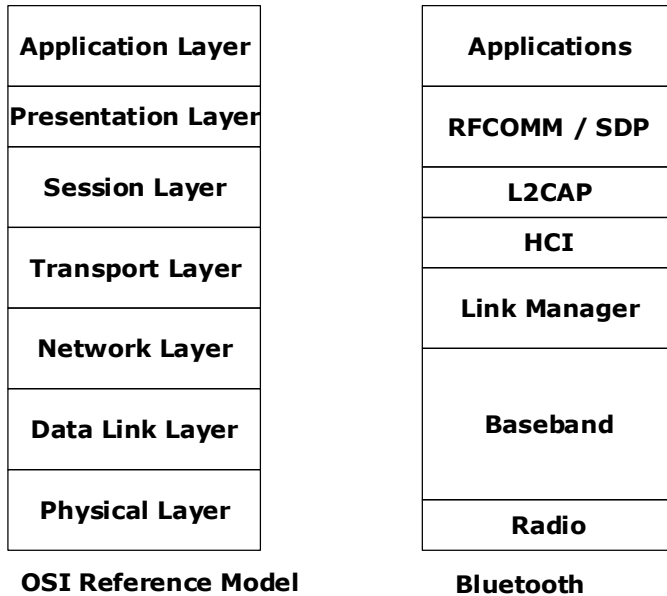 Application Layer
Presentation Layer
Session Layer
Transport Layer
Network Layer
Data Link Layer
Physical Layer
OSI Reference Model
Applications
RFCOMM / SDP
L2CAP
HCI
Link Manager
Baseband
Radio
Bluetooth